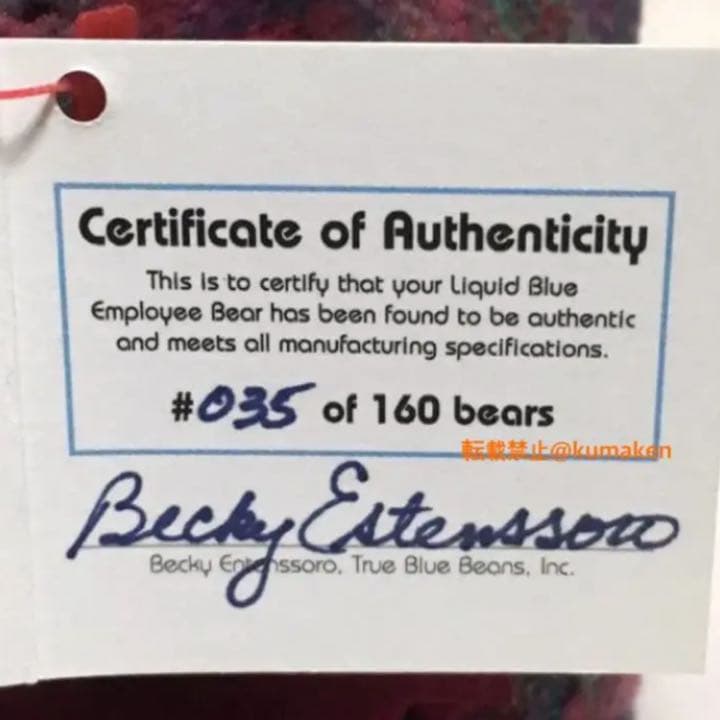 Certificate of Authenticity
This is to certify that your Liquid Blue
Employee Bear has been found to be authentic
and meets all manufacturing specifications.
#035 of 160 bears
転載禁止@kumaken
Becky Estenssoro
Becky Entenssoro, True Blue Beans, Inc.